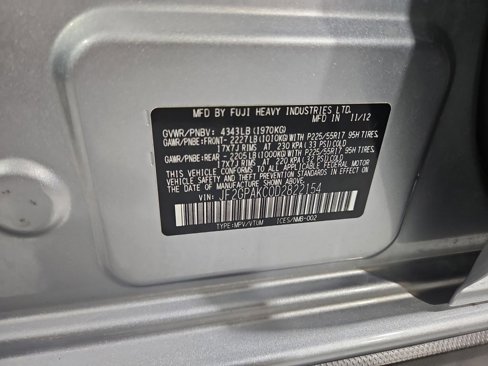 MFD BY FUJI HEAVY INDUSTRIES LTD.
MFD IN 11/12
GVWR/PNBV: 4343LB(1970KG)
GAWR/PNBE:FRONT- 2227LB(1010KG)WITH P225/55R17 95H TIRES,
17X7J RIMS AT 230 KPA(33 PSI)COLD
GAWR/PNBE:REAR - 2205LB(1000KG)WITH P225/55R17 95H TIRES,
17X7J RIMS AT 220 KPA(32 PSI)COLD
THIS VEHICLE CONFORMS TO ALL APPLICABLE FEDERAL MOTOR
VEHICLE SAFETY AND THEFT PREVENTION STANDARDS IN EFFECT
ON THE DATE OF MANUFACTURE SHOWN ABOVE.
VIN: JF2GPAKC0D2822154
TYPE:MPV/VTUM ICES/NMB-002